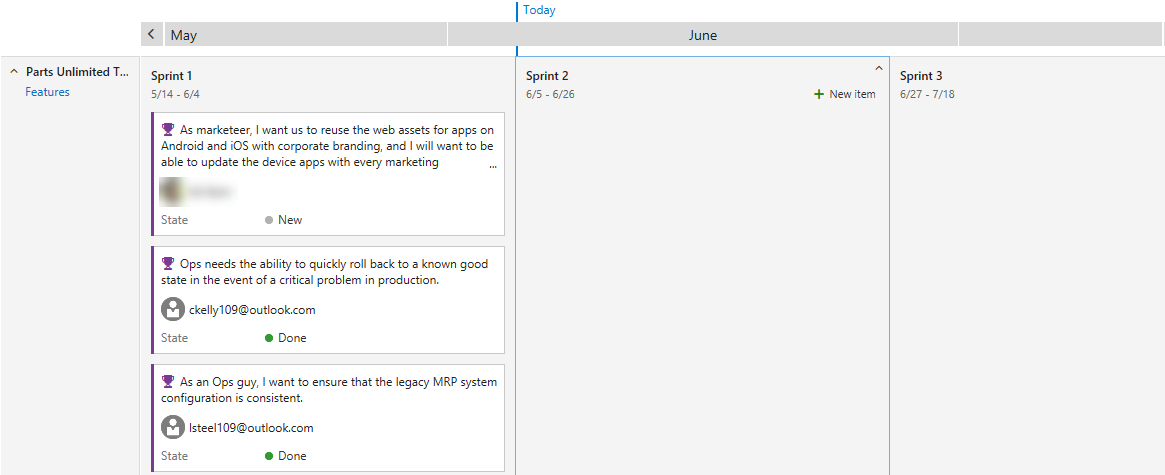 Today
May
June
Parts Unlimited T...
Features
Sprint 1
5/14 - 6/4
As marketeer, I want us to reuse the web assets for apps on
Android and iOS with corporate branding, and I will want to be
able to update the device apps with every marketing
...
State
New
Ops needs the ability to quickly roll back to a known good
state in the event of a critical problem in production.
ckelly109@outlook.com
State
Done
As an Ops guy, I want to ensure that the legacy MRP system
configuration is consistent.
lsteel109@outlook.com
State
Done
Sprint 2
6/5 - 6/26
New item
Sprint 3
6/27 - 7/18